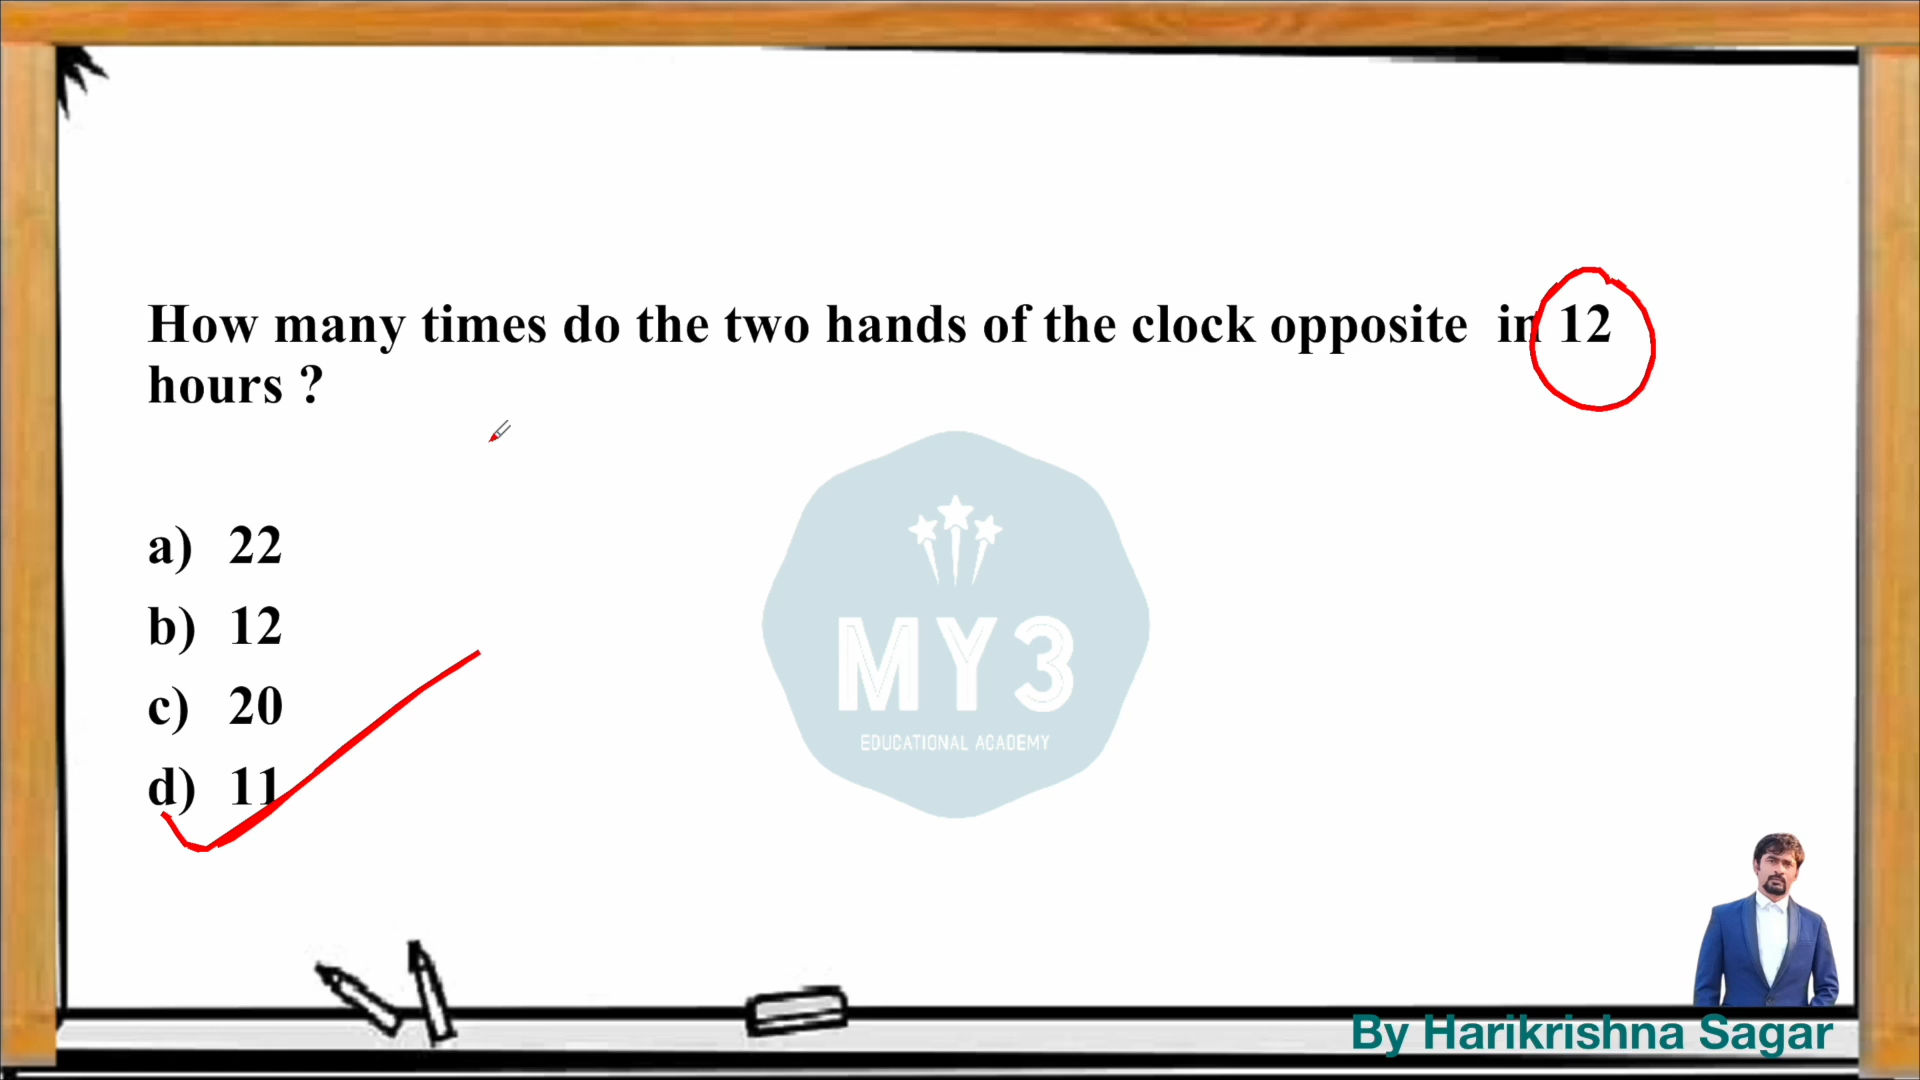 How many times do the two hands of the clock opposite in 12
hours ?
a) 22
b) 12
c) 20
d) 11
MY3
EDUCATIONAL ACADEMY
By Harikrishna Sagar